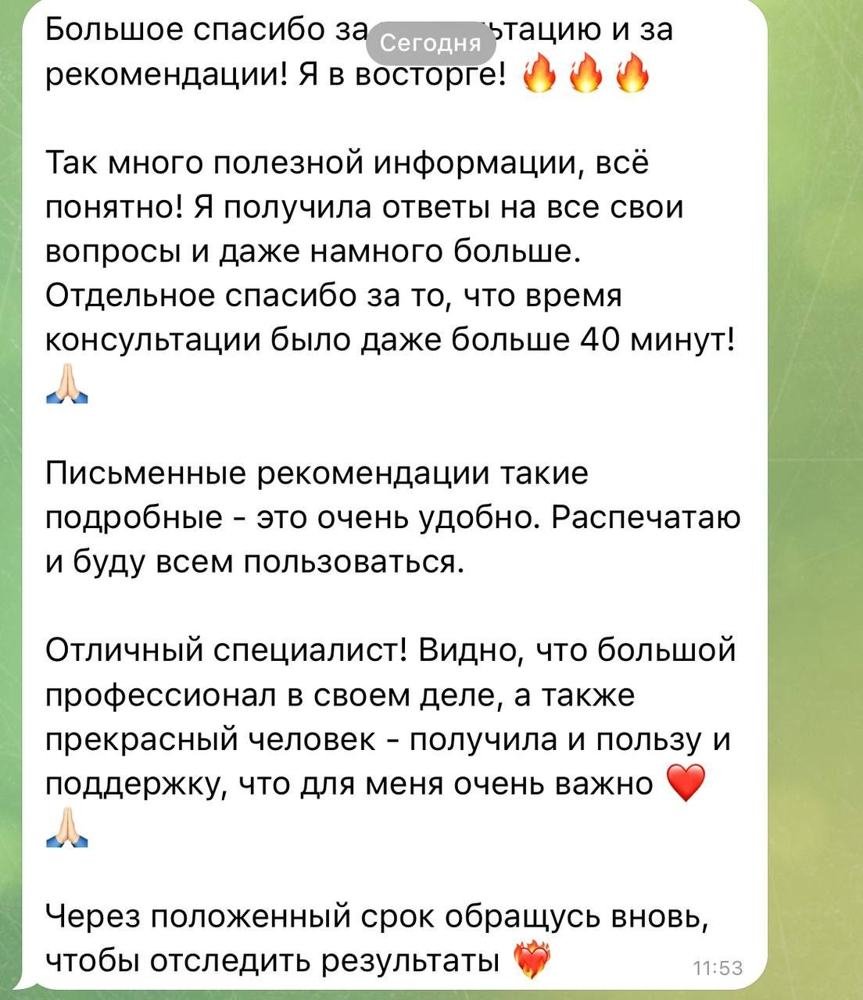 Большое спасибо за ьтацию и за
Сегодня
рекомендации! Я в восторге! 🔥🔥🔥
Так много полезной информации, всё
понятно! Я получила ответы на все свои
вопросы и даже намного больше.
Отдельное спасибо за то, что время
консультации было даже больше 40 минут!
🙏🏻
Письменные рекомендации такие
подробные - это очень удобно. Распечатаю
и буду всем пользоваться.
Отличный специалист! Видно, что большой
профессионал в своем деле, а также
прекрасный человек - получила и пользу и
поддержку, что для меня очень важно ❤️
🙏🏻
Через положенный срок обращусь вновь,
чтобы отследить результаты ❤️‍🔥
11:53